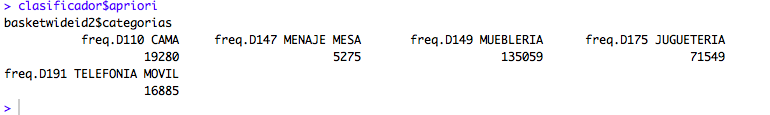 > clasificador$apriori
basketwideid2$categorias
freq.D110 CAMA freq.D147 MENAJE MESA freq.D149 MUEBLERIA freq.D175 JUGUETERIA
19280 5275 135059 71549
freq.D191 TELEFONIA MOVIL
16885
>